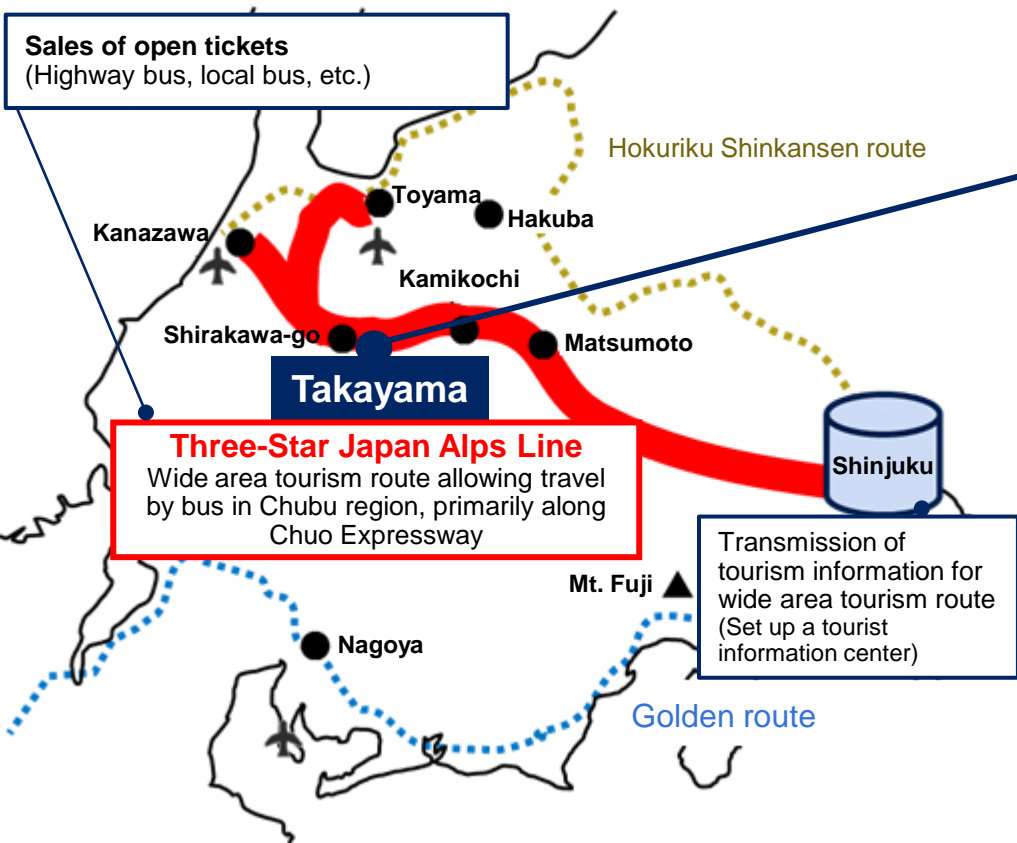 Sales of open tickets
(Highway bus, local bus, etc.)
Hokuriku Shinkansen route
Toyama
Hakuba
Kanazawa
Kamikochi
Shirakawa-go
Matsumoto
Takayama
Three-Star Japan Alps Line
Wide area tourism route allowing travel
by bus in Chubu region, primarily along
Chuo Expressway
Shinjuku
Transmission of
tourism information for
wide area tourism route
(Set up a tourist
information center)
Mt. Fuji
Nagoya
Golden route